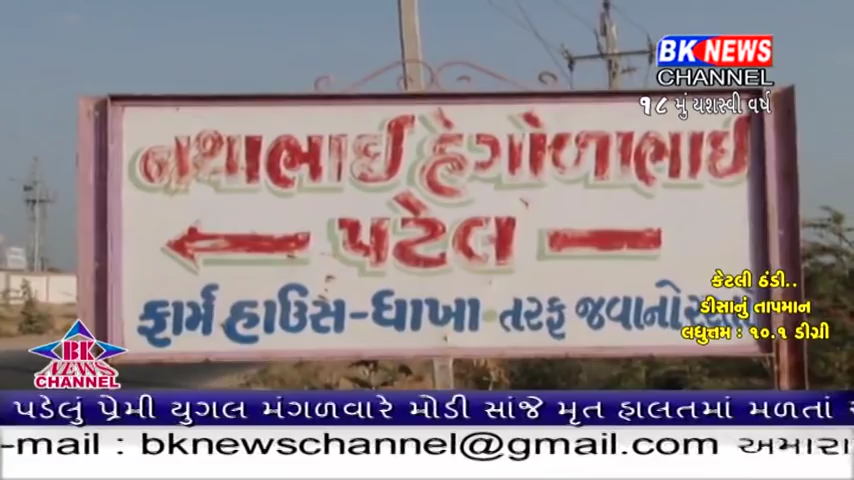 BK NEWS
CHANNEL
૧૮ મું યશસ્વી વર્ષ
નથાભાઈ હેગોળાભાઈ
પટેલ
ફાર્મ હાઉસ-ધાખા તરફ જવાનો
કેટલી ઠંડી..
ડીસાનું તાપમાન
લઘુત્તમ : ૧૦.૧ ડીગ્રી
BK
NEWS
CHANNEL
પડેલું પ્રેમી યુગલ મંગળવારે મોડી સાંજે મૃત હાલતમાં મળતાં
-mail : bknewschannel@gmail.com અમારા